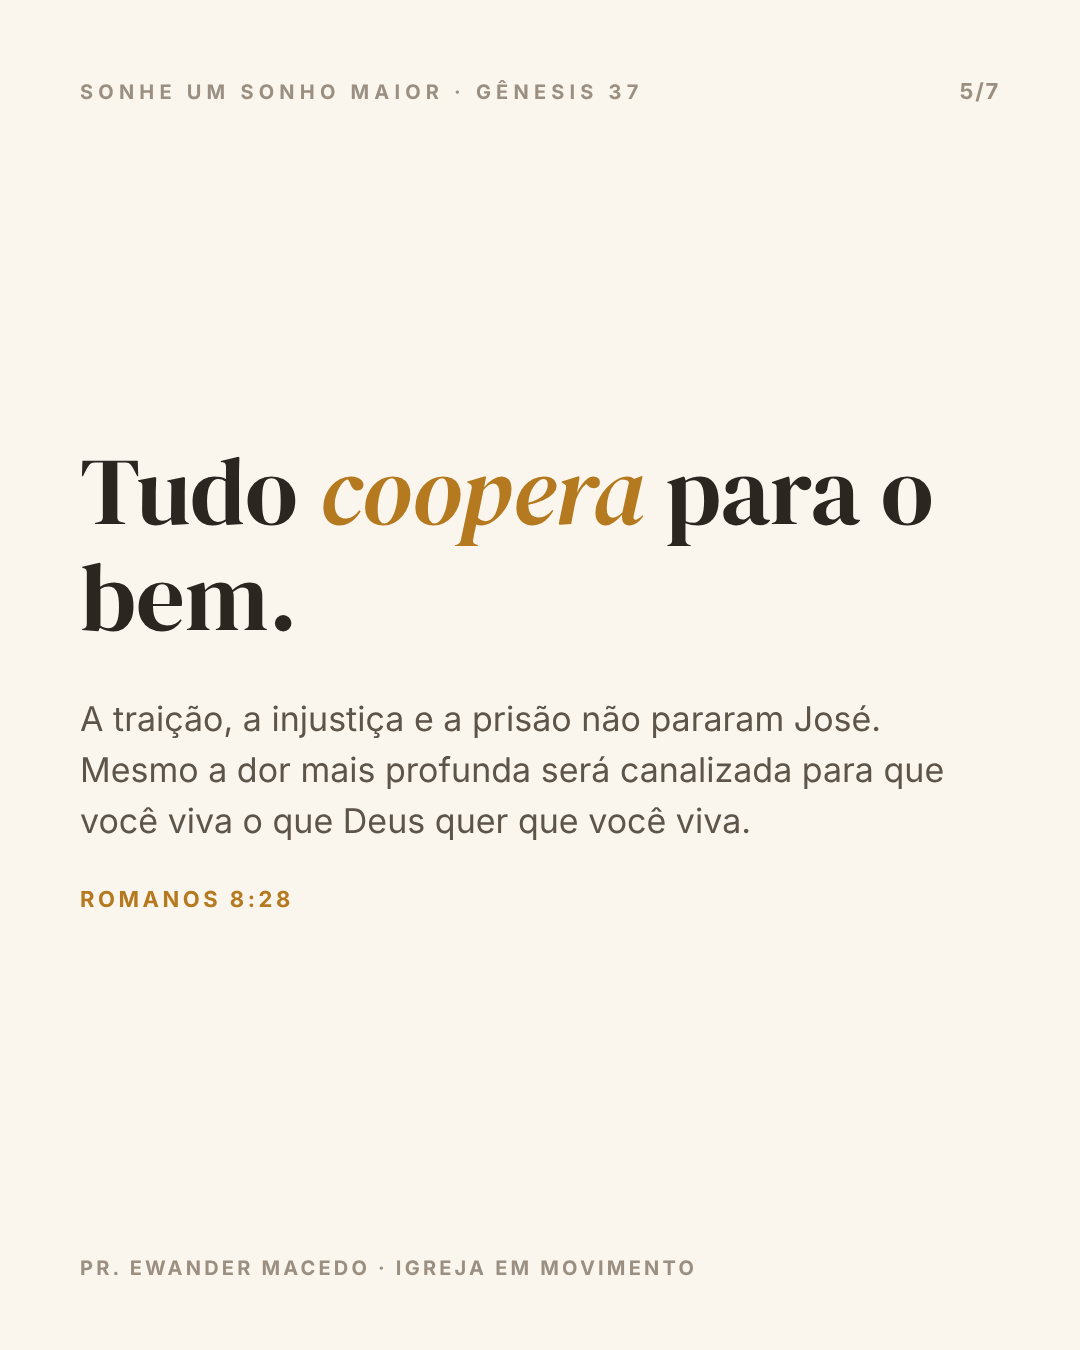 SONHE UM SONHO MAIOR · GÊNESIS 37
5/7
Tudo coopera para o
bem.
A traição, a injustiça e a prisão não pararam José.
Mesmo a dor mais profunda será canalizada para que
você viva o que Deus quer que você viva.
ROMANOS 8:28
PR. EWANDER MACEDO · IGREJA EM MOVIMENTO